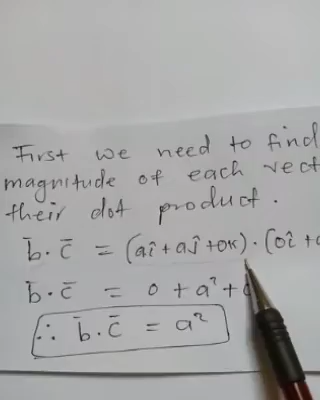 First we need to find
magnitude of each vect
their dot product.
b̄ · c̄ = (aî + aĵ + 0k) · (0î +
b̄ · c̄ = 0 + a² +
∴ b̄ · c̄ = a²